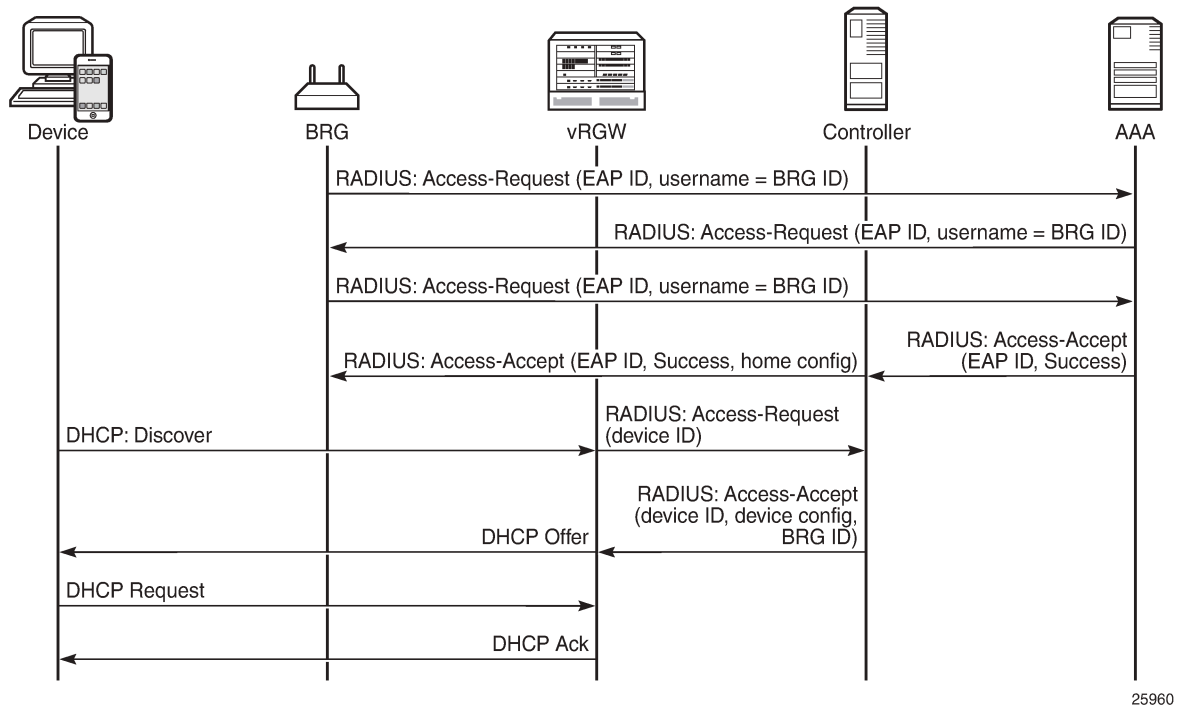 Device
BRG
vRGW
Controller
AAA
RADIUS: Access-Request (EAP ID, username = BRG ID)
RADIUS: Access-Request (EAP ID, username = BRG ID)
RADIUS: Access-Request (EAP ID, username = BRG ID)
RADIUS: Access-Accept (EAP ID, Success, home config)
RADIUS: Access-Accept
(EAP ID, Success)
DHCP: Discover
RADIUS: Access-Request
(device ID)
RADIUS: Access-Accept
(device ID, device config,
BRG ID)
DHCP Offer
DHCP Request
DHCP Ack
25960